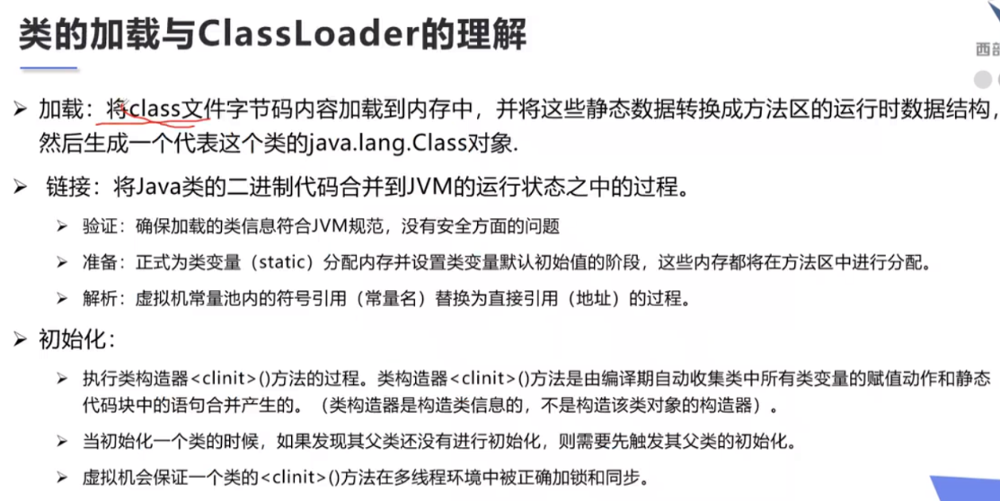 类的加载与ClassLoader的理解
西部
加载：将class文件字节码内容加载到内存中，并将这些静态数据转换成方法区的运行时数据结构，
然后生成一个代表这个类的java.lang.Class对象.
链接：将Java类的二进制代码合并到JVM的运行状态之中的过程。
验证：确保加载的类信息符合JVM规范，没有安全方面的问题
准备：正式为类变量（static）分配内存并设置类变量默认初始值的阶段，这些内存都将在方法区中进行分配。
解析：虚拟机常量池内的符号引用（常量名）替换为直接引用（地址）的过程。
初始化：
执行类构造器<clinit>()方法的过程。类构造器<clinit>()方法是由编译期自动收集类中所有类变量的赋值动作和静态
代码块中的语句合并产生的。（类构造器是构造类信息的，不是构造该类对象的构造器）。
当初始化一个类的时候，如果发现其父类还没有进行初始化，则需要先触发其父类的初始化。
虚拟机会保证一个类的<clinit>()方法在多线程环境中被正确加锁和同步。